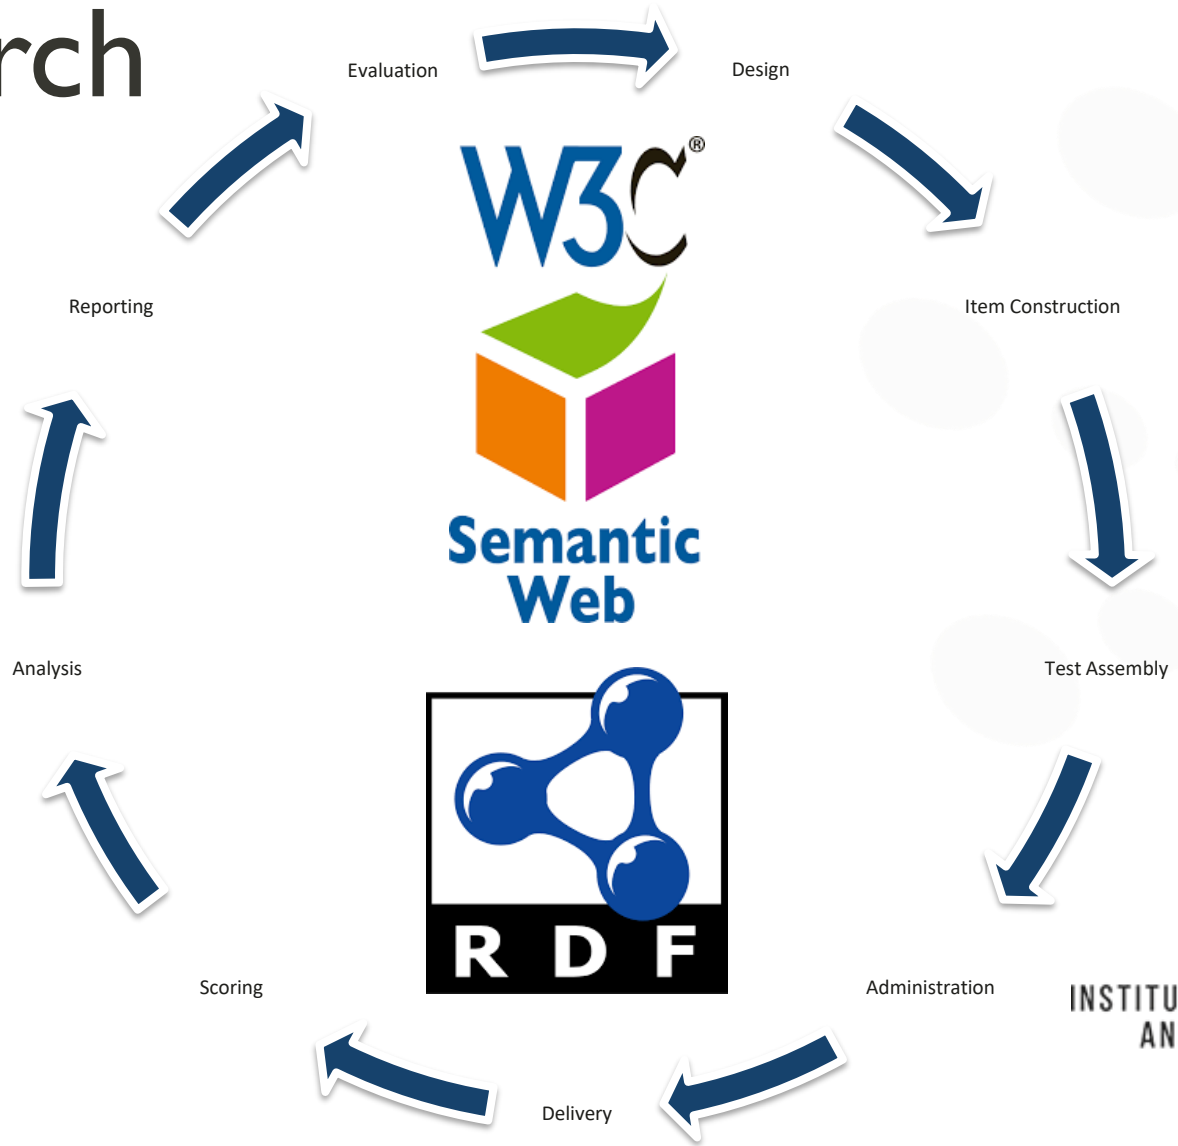 rch
Evaluation
Design
W3C®
Reporting
Item Construction
Semantic
Web
Analysis
Test Assembly
RDF
Scoring
Administration
INSTITU
AN
Delivery